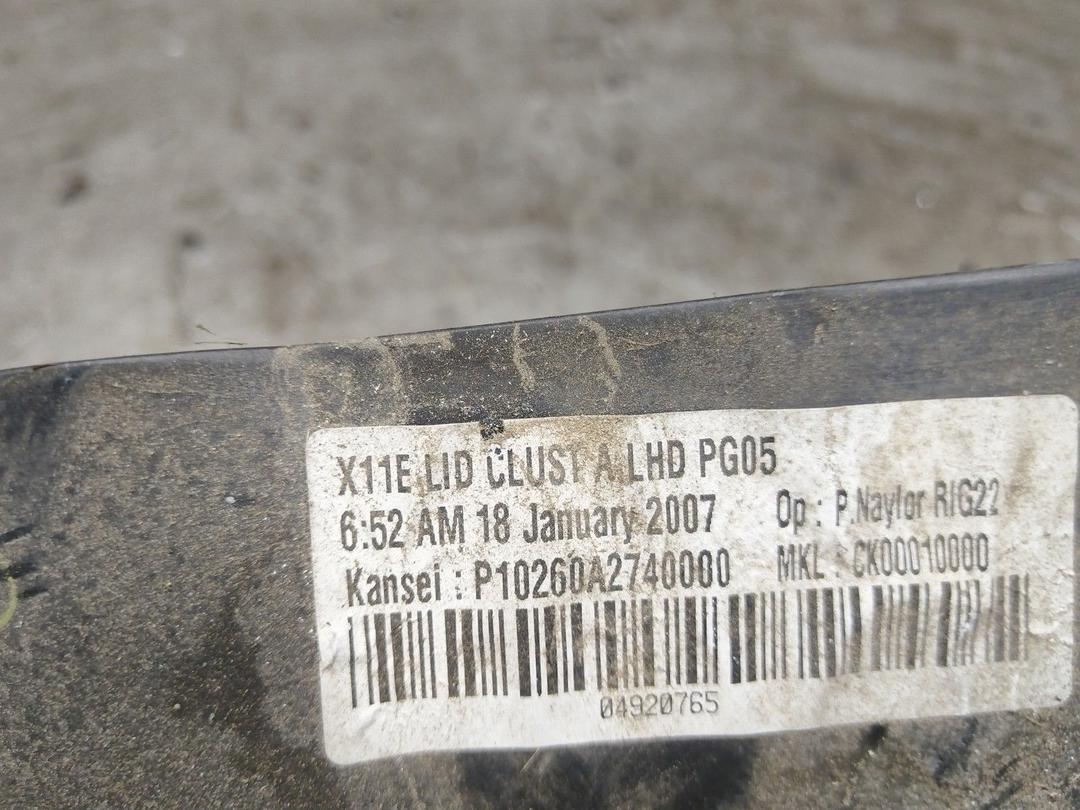 X11E LID CLUST A LHD PG05
6:52 AM 18 January 2007 Op : P.Naylor RIG22
Kansei : P10260A2740000 MKL : CK00010000
04920765